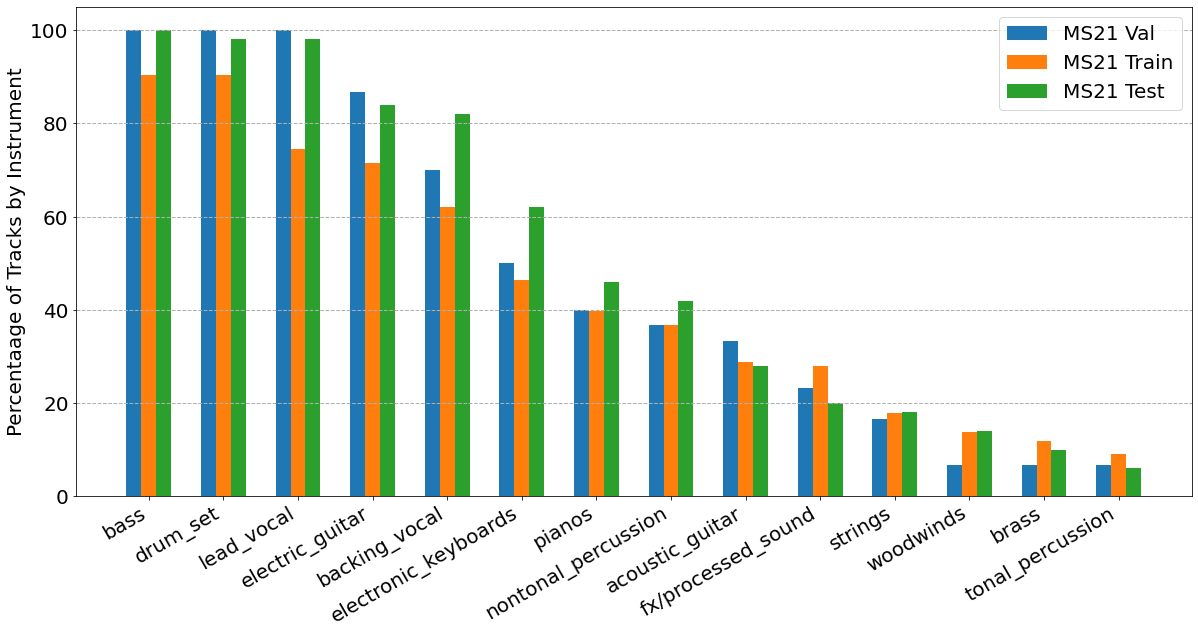 Percentaage of Tracks by Instrument
100
80
60
40
20
0
MS21 Val
MS21 Train
MS21 Test
bass
drum_set
lead_vocal
electric_guitar
backing_vocal
electronic_keyboards
pianos
nontonal_percussion
acoustic_guitar
fx/processed_sound
strings
woodwinds
brass
tonal_percussion